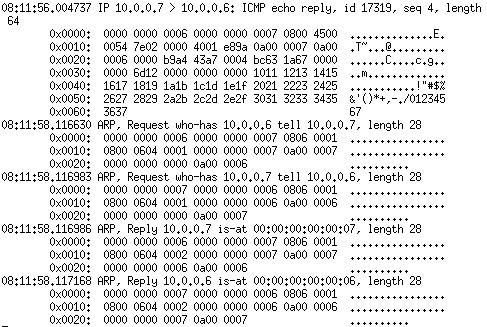 08:11:56.004737 IP 10.0.0.7 > 10.0.0.6: ICMP echo reply, id 17319, seq 4, length
 64
        0x0000:  0000 0000 0006 0000 0000 0007 0800 4500  ..............E.
        0x0010:  0054 7e02 0000 4001 e89a 0a00 0007 0a00  .T~...@.........
        0x0020:  0006 0000 b9a4 43a7 0004 bc63 1a67 0000  ......C....c.g..
        0x0030:  0000 6d12 0000 0000 0000 1011 1213 1415  ..m.............
        0x0040:  1617 1819 1a1b 1c1d 1e1f 2021 2223 2425  ..........!"#$%
        0x0050:  2627 2829 2a2b 2c2d 2e2f 3031 3233 3435  &'()*+,-./012345
        0x0060:  3637                                     67
08:11:58.116630 ARP, Request who-has 10.0.0.6 tell 10.0.0.7, length 28
        0x0000:  0000 0000 0006 0000 0000 0007 0806 0001  ................
        0x0010:  0800 0604 0001 0000 0000 0007 0a00 0007  ................
        0x0020:  0000 0000 0000 0a00 0006                 ..........
08:11:58.116983 ARP, Request who-has 10.0.0.7 tell 10.0.0.6, length 28
        0x0000:  0000 0000 0007 0000 0000 0006 0806 0001  ................
        0x0010:  0800 0604 0001 0000 0000 0006 0a00 0006  ................
        0x0020:  0000 0000 0000 0a00 0007                 ..........
08:11:58.116986 ARP, Reply 10.0.0.7 is-at 00:00:00:00:00:07, length 28
        0x0000:  0000 0000 0006 0000 0000 0007 0806 0001  ................
        0x0010:  0800 0604 0002 0000 0000 0007 0a00 0007  ................
        0x0020:  0000 0000 0006 0a00 0006                 ..........
08:11:58.117168 ARP, Reply 10.0.0.6 is-at 00:00:00:00:00:06, length 28
        0x0000:  0000 0000 0007 0000 0000 0006 0806 0001  ................
        0x0010:  0800 0604 0002 0000 0000 0006 0a00 0006  ................
        0x0020:  0000 0000 0007 0a00 0007                 ..........